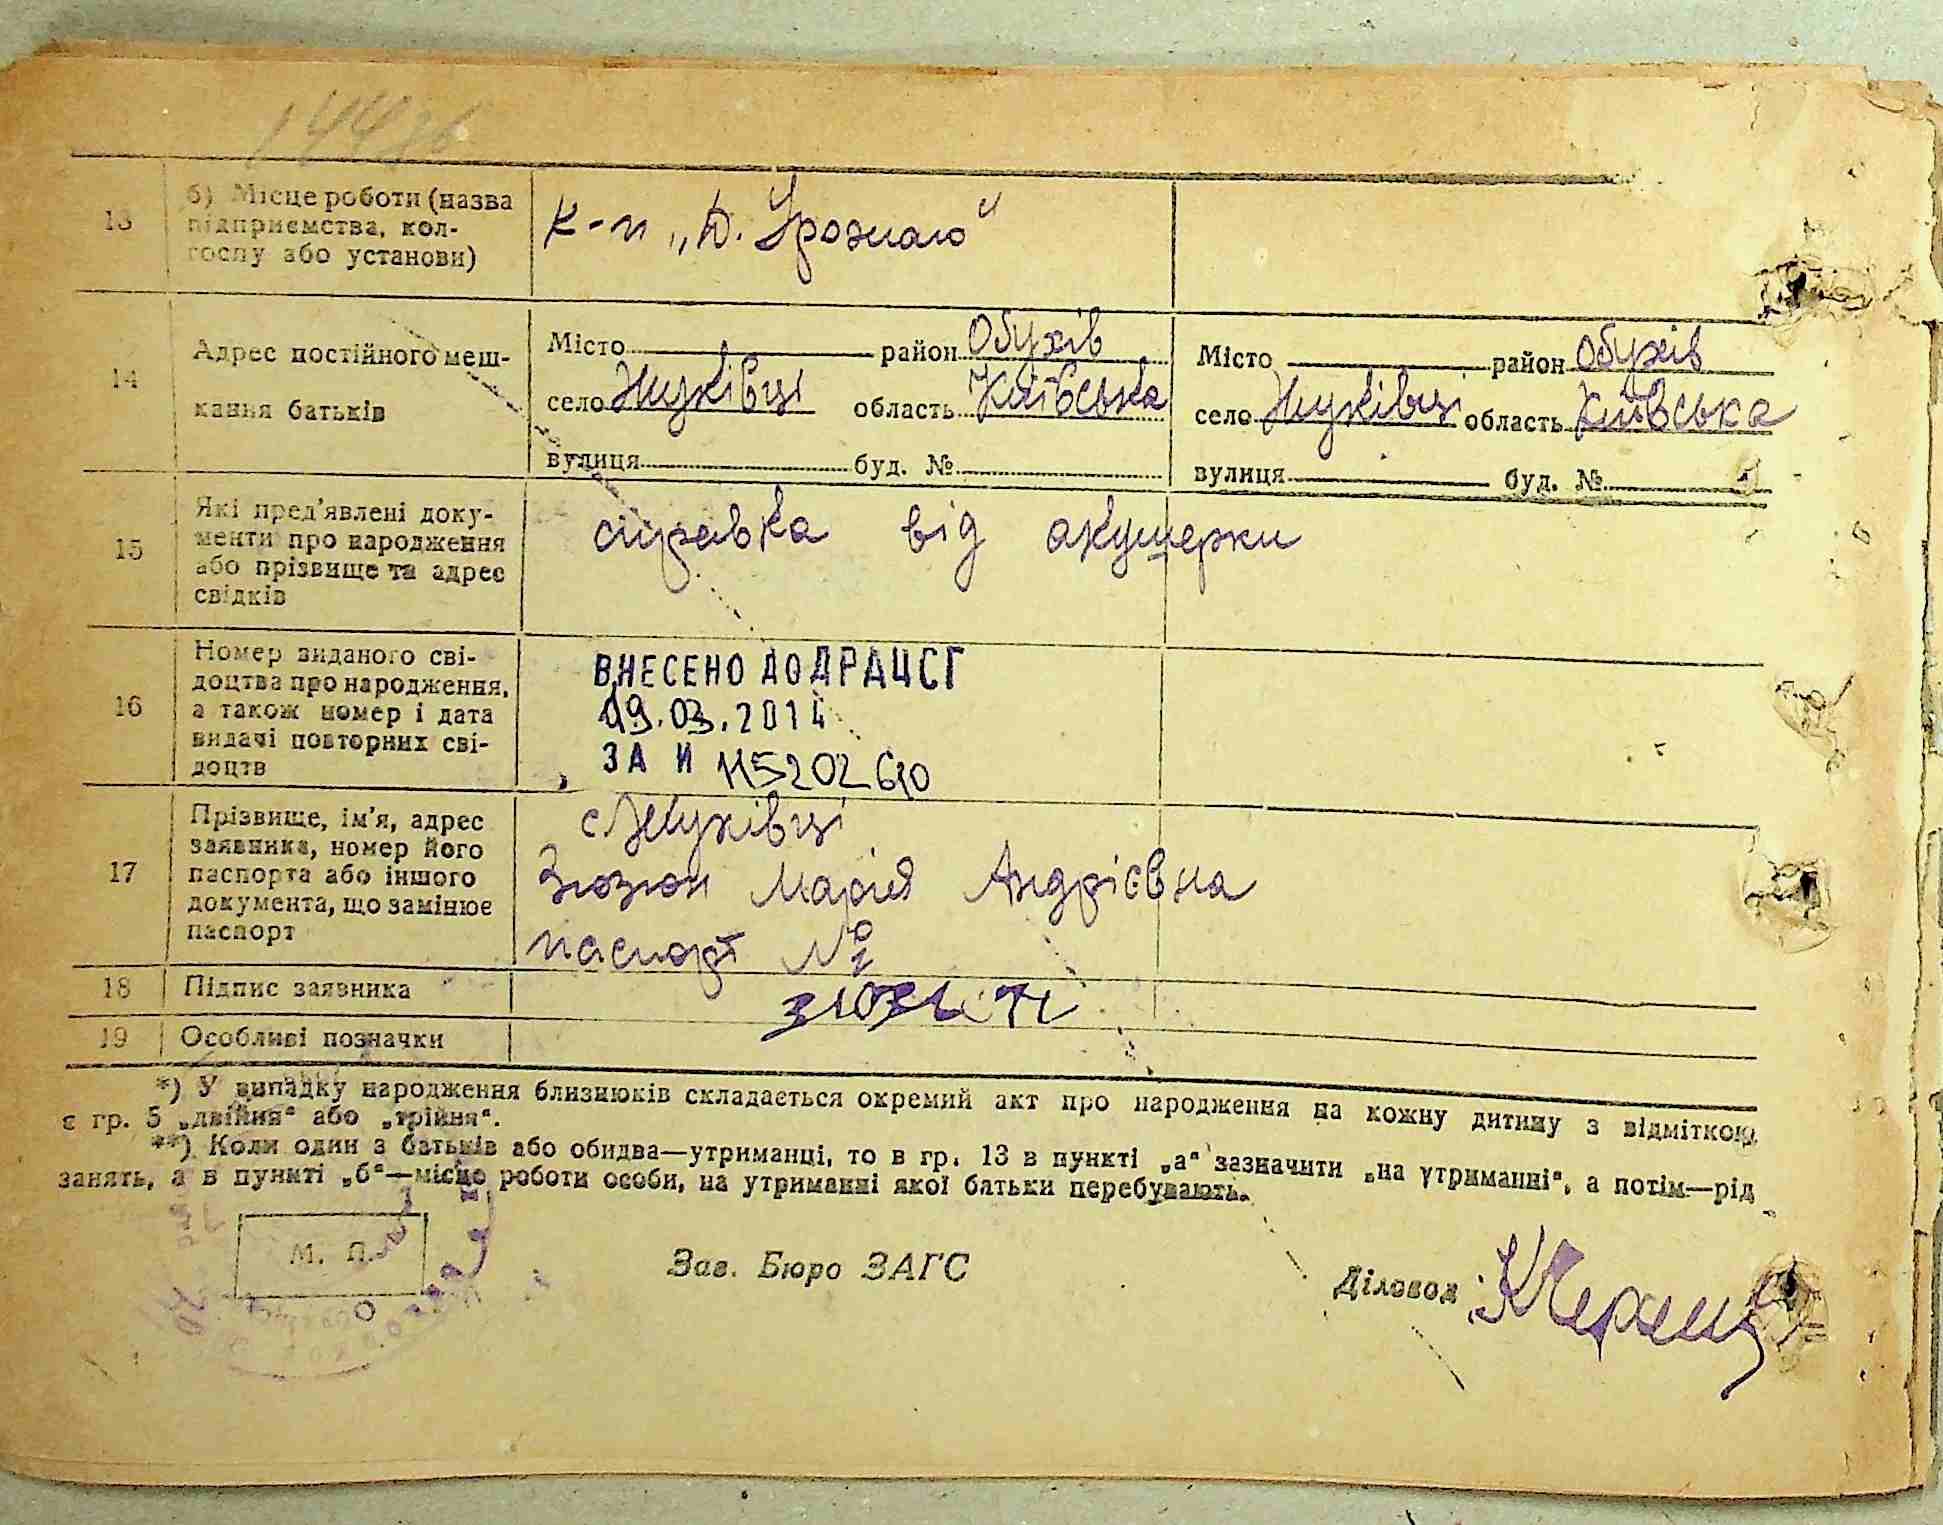 13 б) Місце роботи (назва
підприємства, кол-
госпу або установи)
к-п „Д. Урожаю"
14 Адрес постійного меш-
кання батьків
Місто район Обухів
село Жуківці область Київська
вулиця буд. №
Місто район Обухів
село Жуківці область Київська
вулиця буд. №
15 Які пред'явлені доку-
менти про народження
або прізвище та адрес
свідків
справка від акушерки
16 Номер виданого сві-
доцтва про народження,
а також номер і дата
видачі повторних сві-
доцтв
ВНЕСЕНО ДО ДРАЦСГ
19.03.2014
ЗА И 115202610
17 Прізвище, ім'я, адрес
заявника, номер його
паспорта або іншого
документа, що замінює
паспорт
с Жуківці
Зюзюн Марія Андрієвна
паспорт №
18 Підпис заявника
19 Особливі позначки
*) У випадку народження близнюків складається окремий акт про народження на кожну дитину з відміткою
є гр. 5 „двійня" або „трійня".
**) Коли один з батьків або обидва—утриманці, то в гр. 13 в пункті „а" зазначити „на утриманні", а потім—рід
занять, а в пункті „б"—місце роботи особи, на утриманні якої батьки перебувають.
М. П.
Зав. Бюро ЗАГС
Діловод